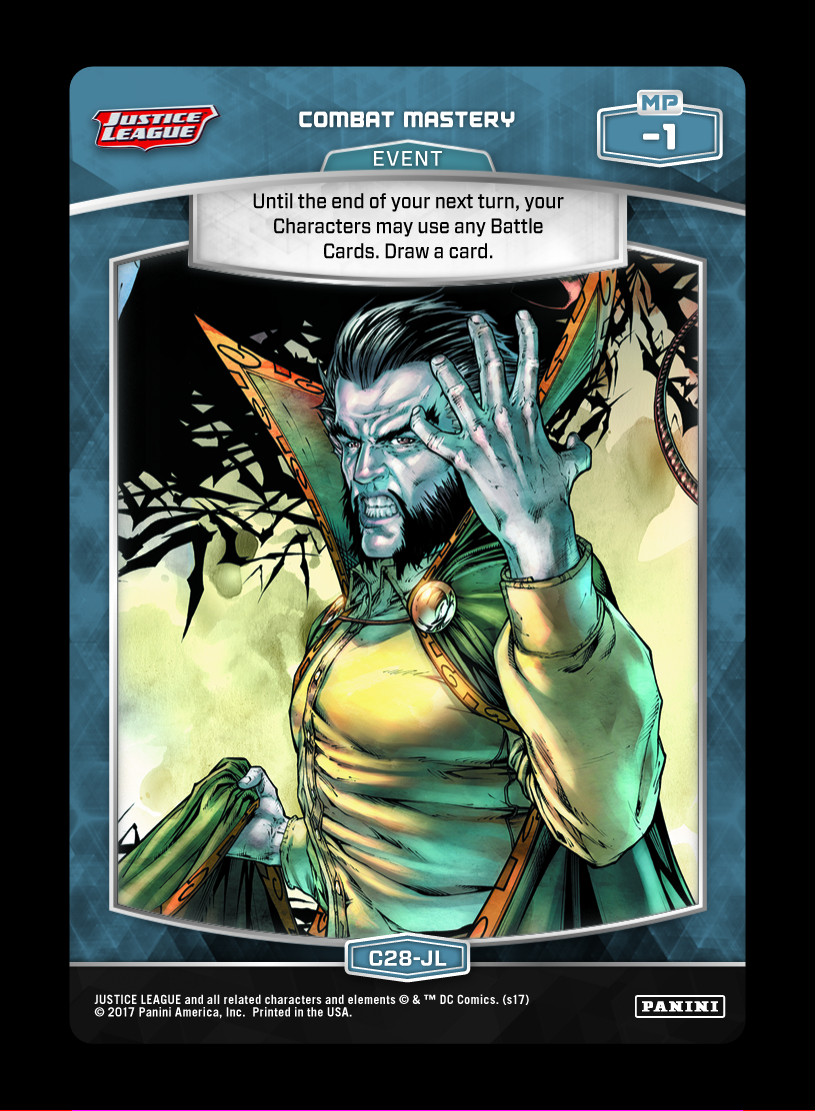 JUSTICE
LEAGUE
COMBAT MASTERY
MP
-1
EVENT
Until the end of your next turn, your
Characters may use any Battle
Cards. Draw a card.
C28-JL
JUSTICE LEAGUE and all related characters and elements © & ™ DC Comics. (s17)
© 2017 Panini America, Inc. Printed in the USA.
PANINI